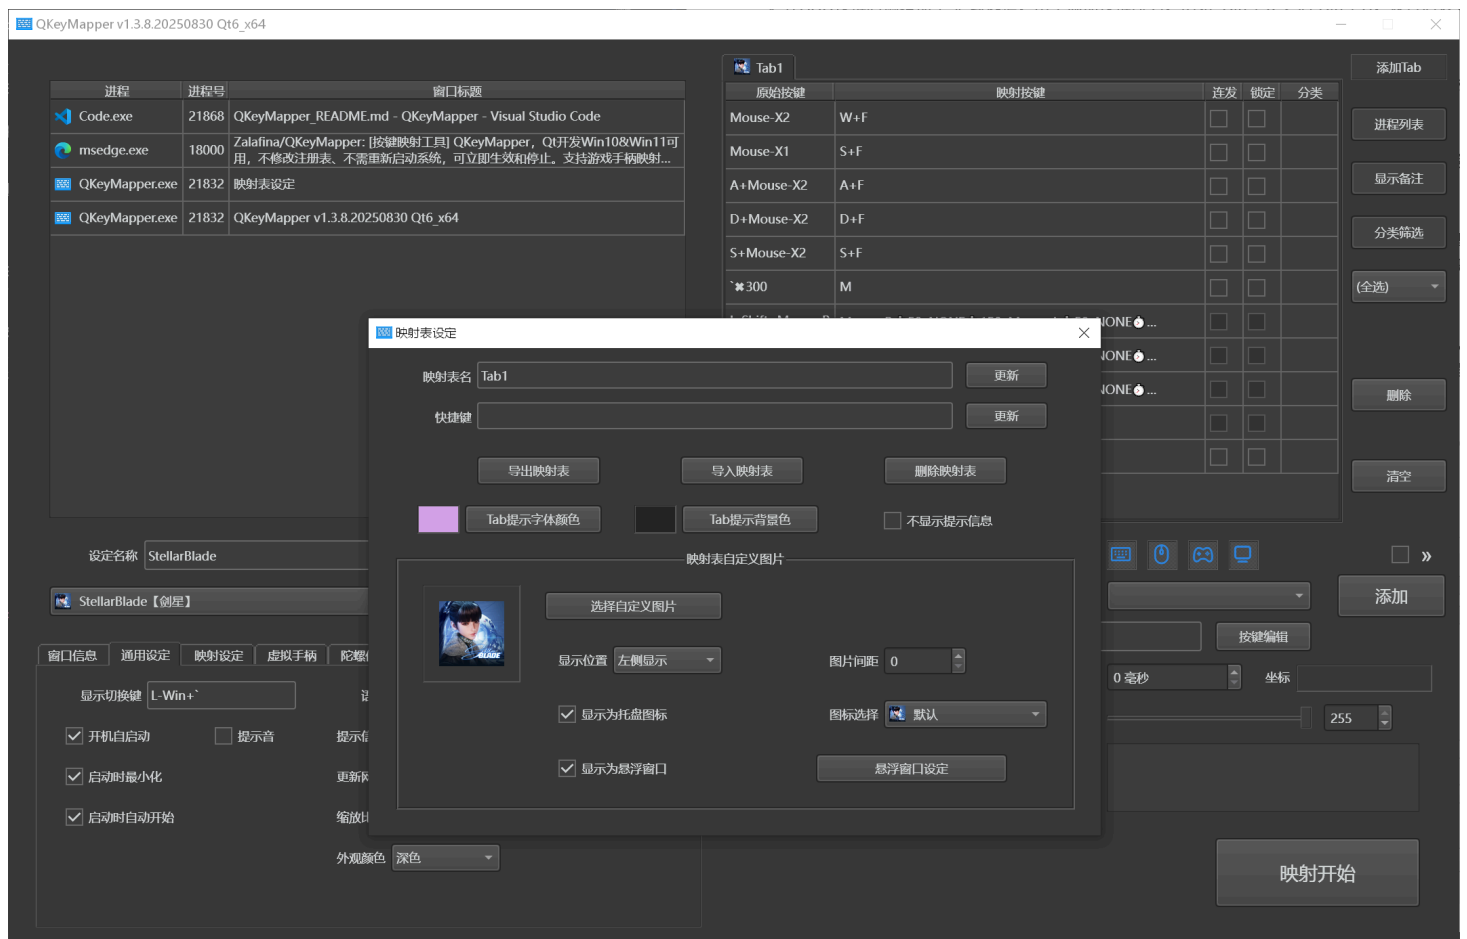 QKeyMapper v1.3.8.20250830 Qt6_x64
进程 进程号 窗口标题
Code.exe 21868 QKeyMapper_README.md - QKeyMapper - Visual Studio Code
msedge.exe 18000 Zalafina/QKeyMapper: [按键映射工具] QKeyMapper，Qt开发Win10&Win11可
用，不修改注册表、不需重新启动系统，可立即生效和停止。支持游戏手柄映射...
QKeyMapper.exe 21832 映射表设定
QKeyMapper.exe 21832 QKeyMapper v1.3.8.20250830 Qt6_x64
Tab1
原始按键 映射按键 连发 锁定 分类
Mouse-X2 W+F
Mouse-X1 S+F
A+Mouse-X2 A+F
D+Mouse-X2 D+F
S+Mouse-X2 S+F
`✖300 M
NONE⏱...
NONE⏱...
NONE⏱...
添加Tab
进程列表
显示备注
分类筛选
(全选)
删除
清空
映射表设定
映射表名 Tab1 更新
快捷键 更新
导出映射表 导入映射表 删除映射表
Tab提示字体颜色 Tab提示背景色 不显示提示信息
映射表自定义图片
BLADE
选择自定义图片
显示位置 左侧显示 图片间距 0
显示为托盘图标 图标选择 默认
显示为悬浮窗口 悬浮窗口设定
设定名称 StellarBlade
StellarBlade【剑星】
窗口信息 通用设定 映射设定 虚拟手柄 陀螺
显示切换键 L-Win+`
开机自启动 提示音 提示信
启动时最小化 更新网
启动时自动开始 缩放比
外观颜色 深色
»
添加
按键编辑
0 毫秒 坐标
255
映射开始